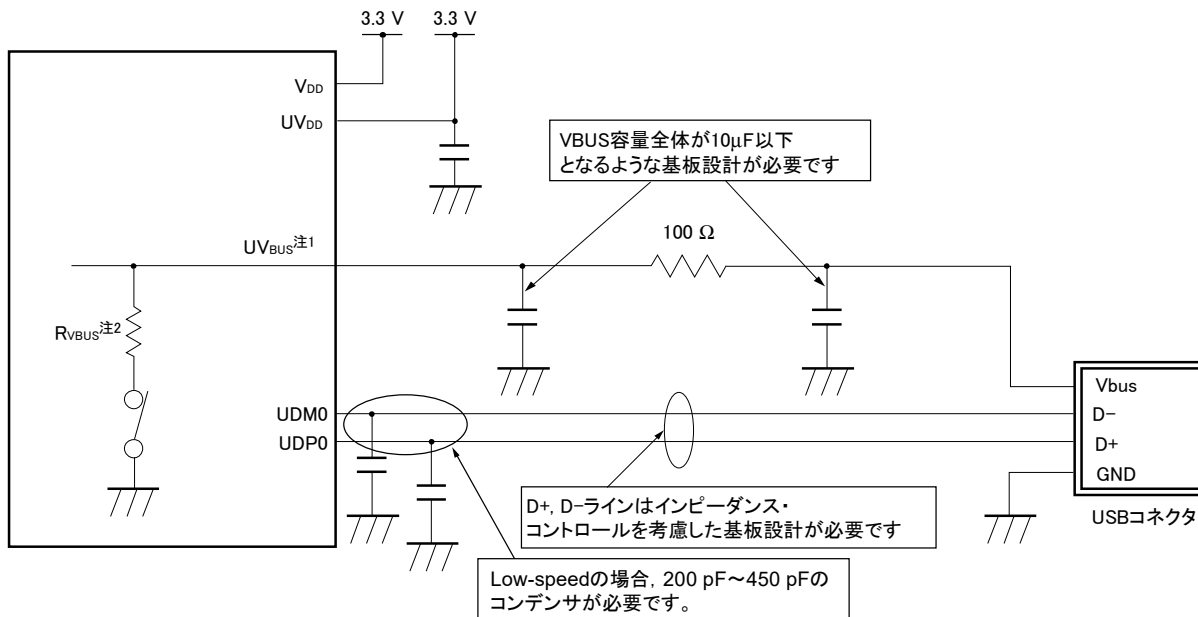 3.3 V 3.3 V
VDD
UVDD
VBUS容量全体が10μF以下
となるような基板設計が必要です
UVBUS注1
100 Ω
RVBUS注2
Vbus
UDM0
D-
UDP0
D+
GND
D+, D-ラインはインピーダンス・
コントロールを考慮した基板設計が必要です
USBコネクタ
Low-speedの場合, 200 pF～450 pFの
コンデンサが必要です。